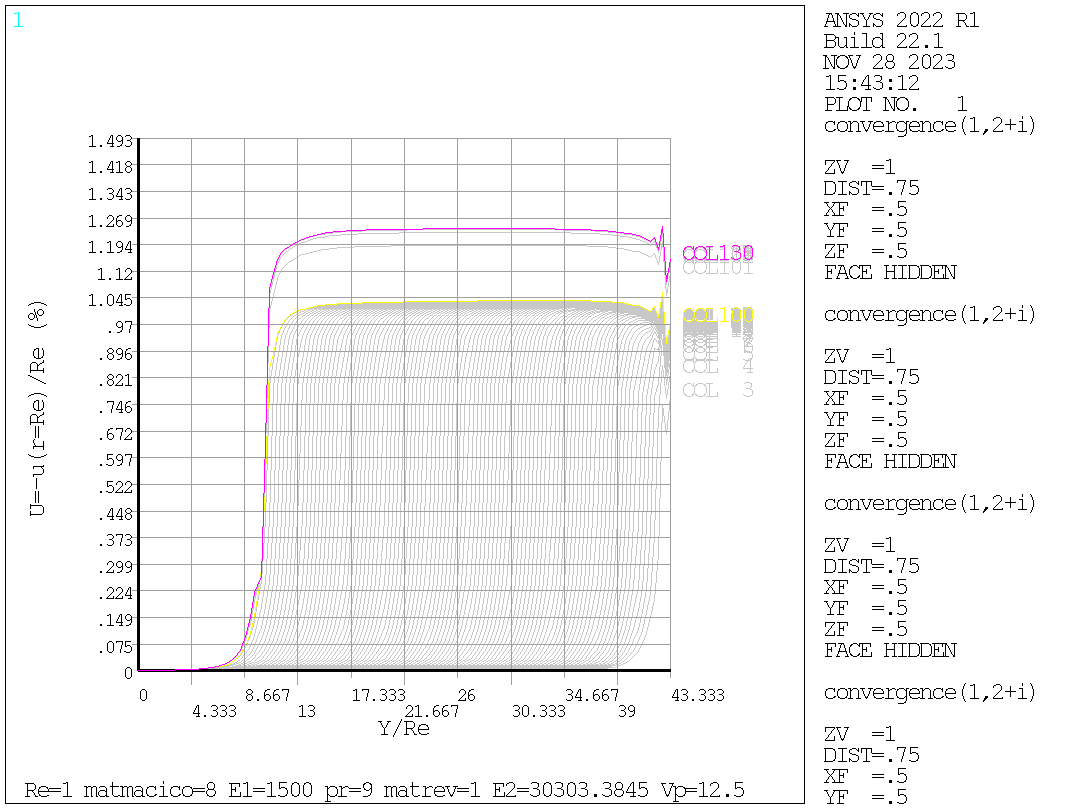 1
ANSYS 2022 R1
Build 22.1
NOV 28 2023
15:43:12
PLOT NO. 1
convergence(1,2+i)
ZV =1
DIST=.75
XF =.5
YF =.5
ZF =.5
FACE HIDDEN
convergence(1,2+i)
ZV =1
DIST=.75
XF =.5
YF =.5
ZF =.5
FACE HIDDEN
convergence(1,2+i)
ZV =1
DIST=.75
XF =.5
YF =.5
ZF =.5
FACE HIDDEN
convergence(1,2+i)
ZV =1
DIST=.75
XF =.5
YF =.5
1.493
1.418
1.343
1.269
1.194
1.12
1.045
.97
.896
.821
.746
.672
.597
.522
.448
.373
.299
.224
.149
.075
0
U=-u(r=Re)/Re (%)
COL130
COL101
COL100
COL 4
COL 3
0 8.667 17.333 26 34.667 43.333
4.333 13 21.667 30.333 39
Y/Re
Re=1 matmacico=8 E1=1500 pr=9 matrev=1 E2=30303.3845 Vp=12.5